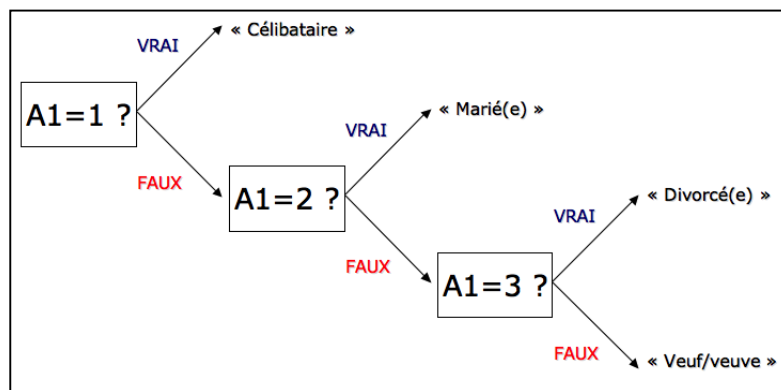 « Célibataire »
VRAI
A1=1 ?
« Marié(e) »
VRAI
FAUX
A1=2 ?
« Divorcé(e) »
VRAI
FAUX
A1=3 ?
FAUX
« Veuf/veuve »